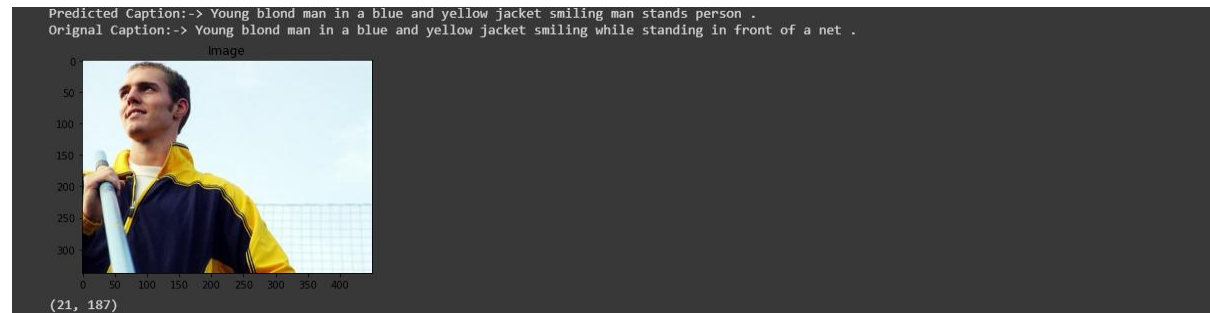 Predicted Caption:-> Young blond man in a blue and yellow jacket smiling man stands person .
Orignal Caption:-> Young blond man in a blue and yellow jacket smiling while standing in front of a net .
Image
0
50
100
150
200
250
300
0 50 100 150 200 250 300 350 400
(21, 187)